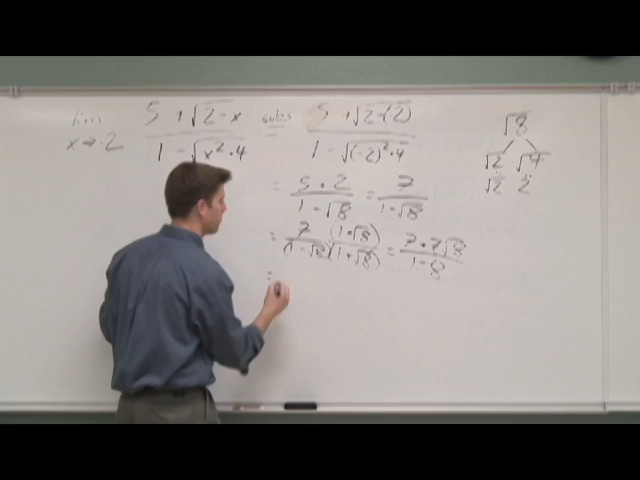 lim x→-2 5 + √2 - x / 1 - √x² + 4 subs 5 + √2 -(-2) / 1 - √(-2)² + 4
= 5 + 2 / 1 - √8 = 7 / 1 - √8
= 7 (1 + √8) / (1 - √8)(1 + √8) = 7 + 7√8 / 1 - 8
=
√8
√2 √4
√2 2